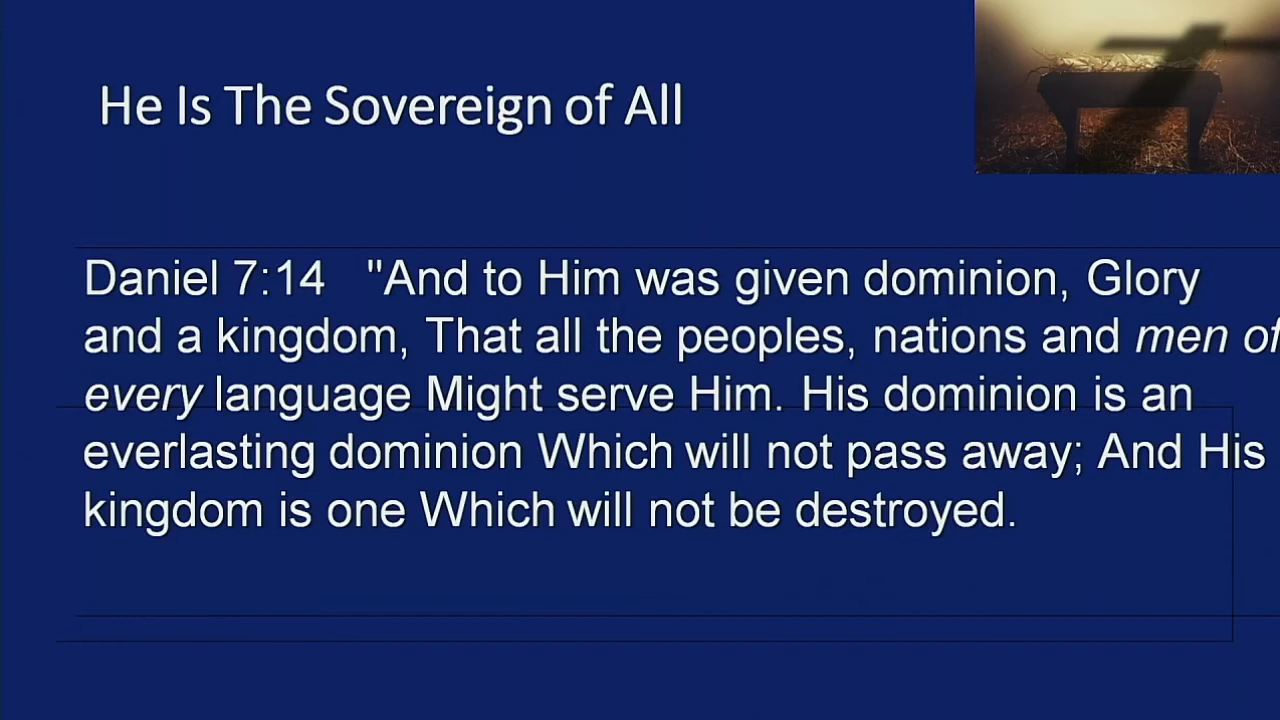 He Is The Sovereign of All
Daniel 7:14 "And to Him was given dominion, Glory
and a kingdom, That all the peoples, nations and men of
every language Might serve Him. His dominion is an
everlasting dominion Which will not pass away; And His
kingdom is one Which will not be destroyed.